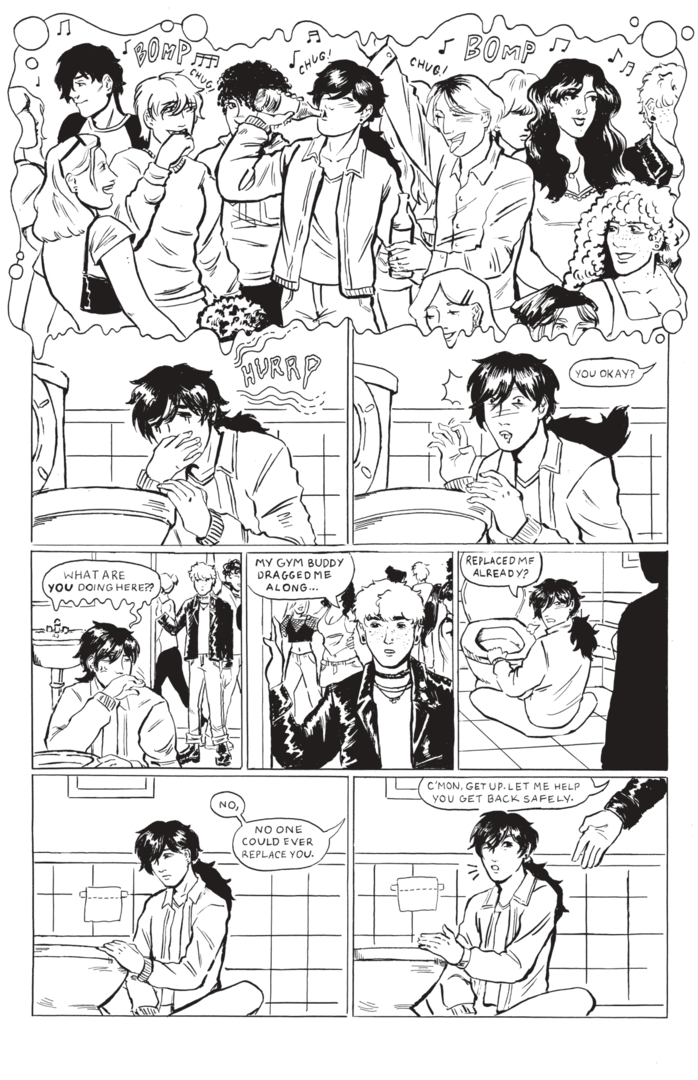 BOMP
CHUG!
CHUG!
CHUG!
BOMP
HURRP
YOU OKAY?
WHAT ARE
YOU DOING HERE??
MY GYM BUDDY
DRAGGED ME
ALONG...
REPLACED ME
ALREADY?
NO,
NO ONE
COULD EVER
REPLACE YOU.
C'MON, GET UP. LET ME HELP
YOU GET BACK SAFELY.